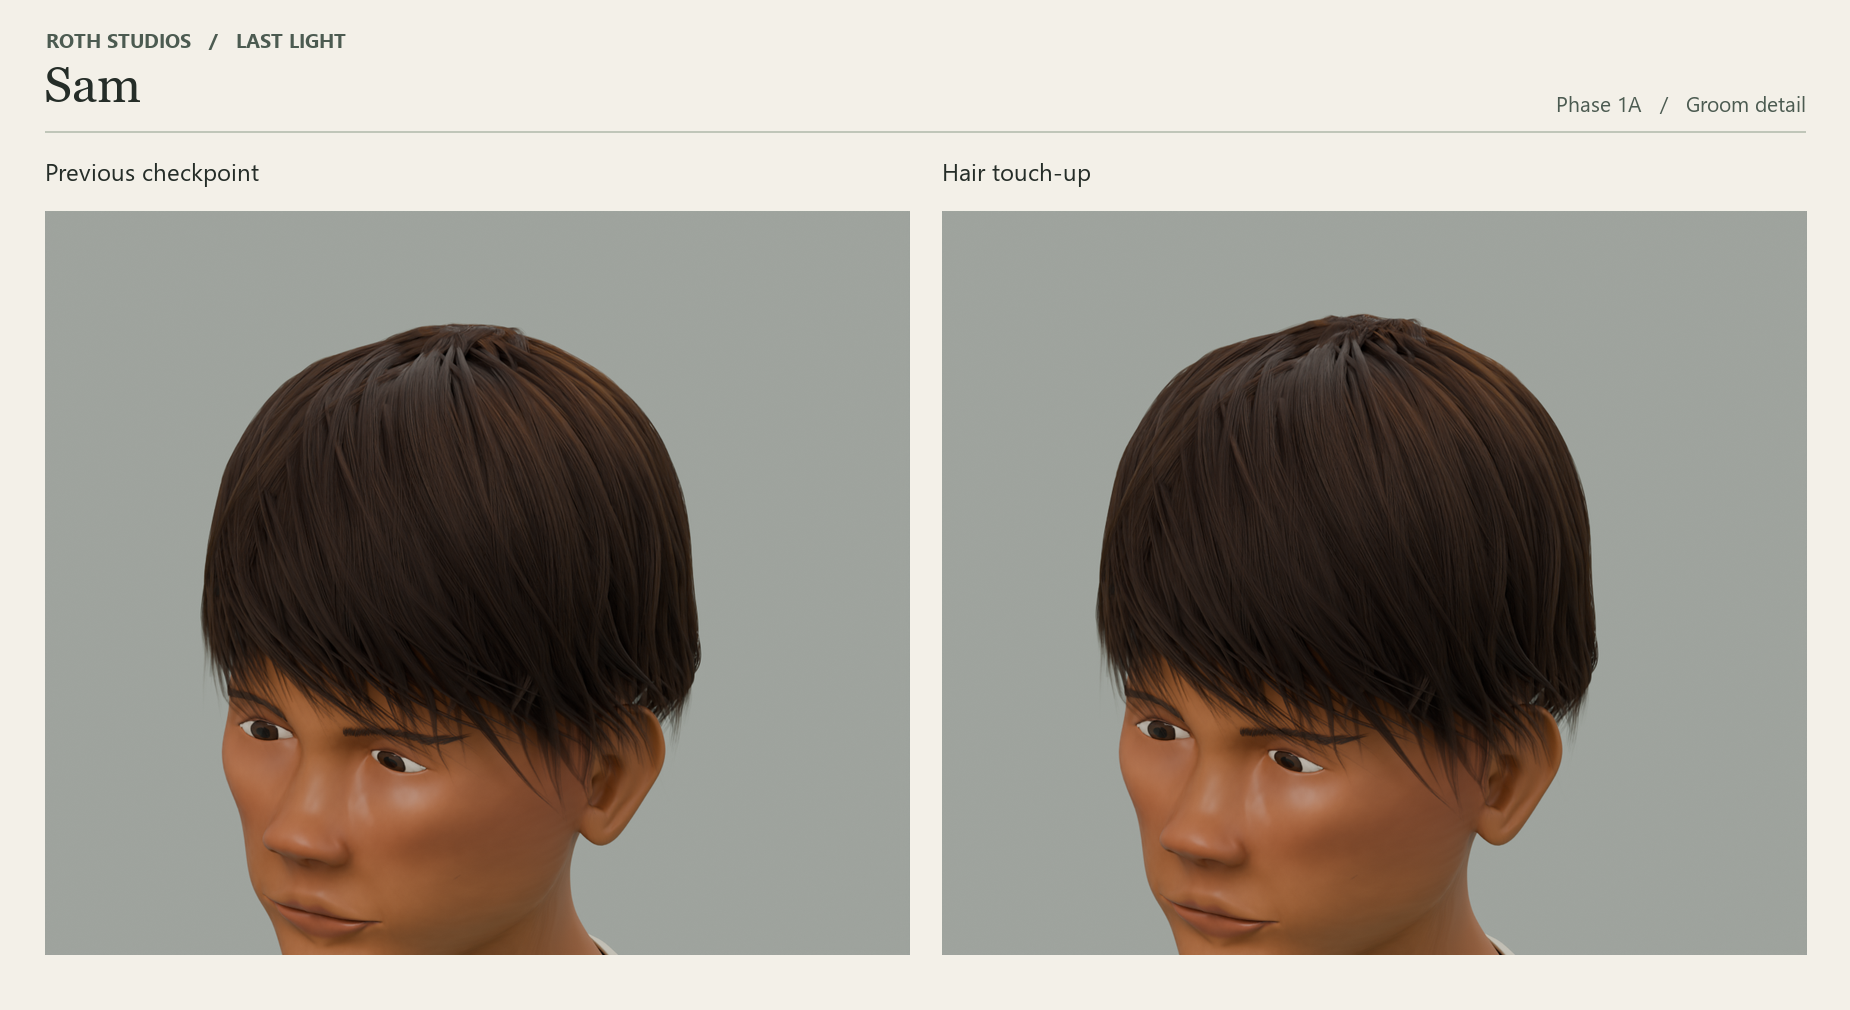 ROTH STUDIOS / LAST LIGHT
Sam
Phase 1A / Groom detail
Previous checkpoint
Hair touch-up